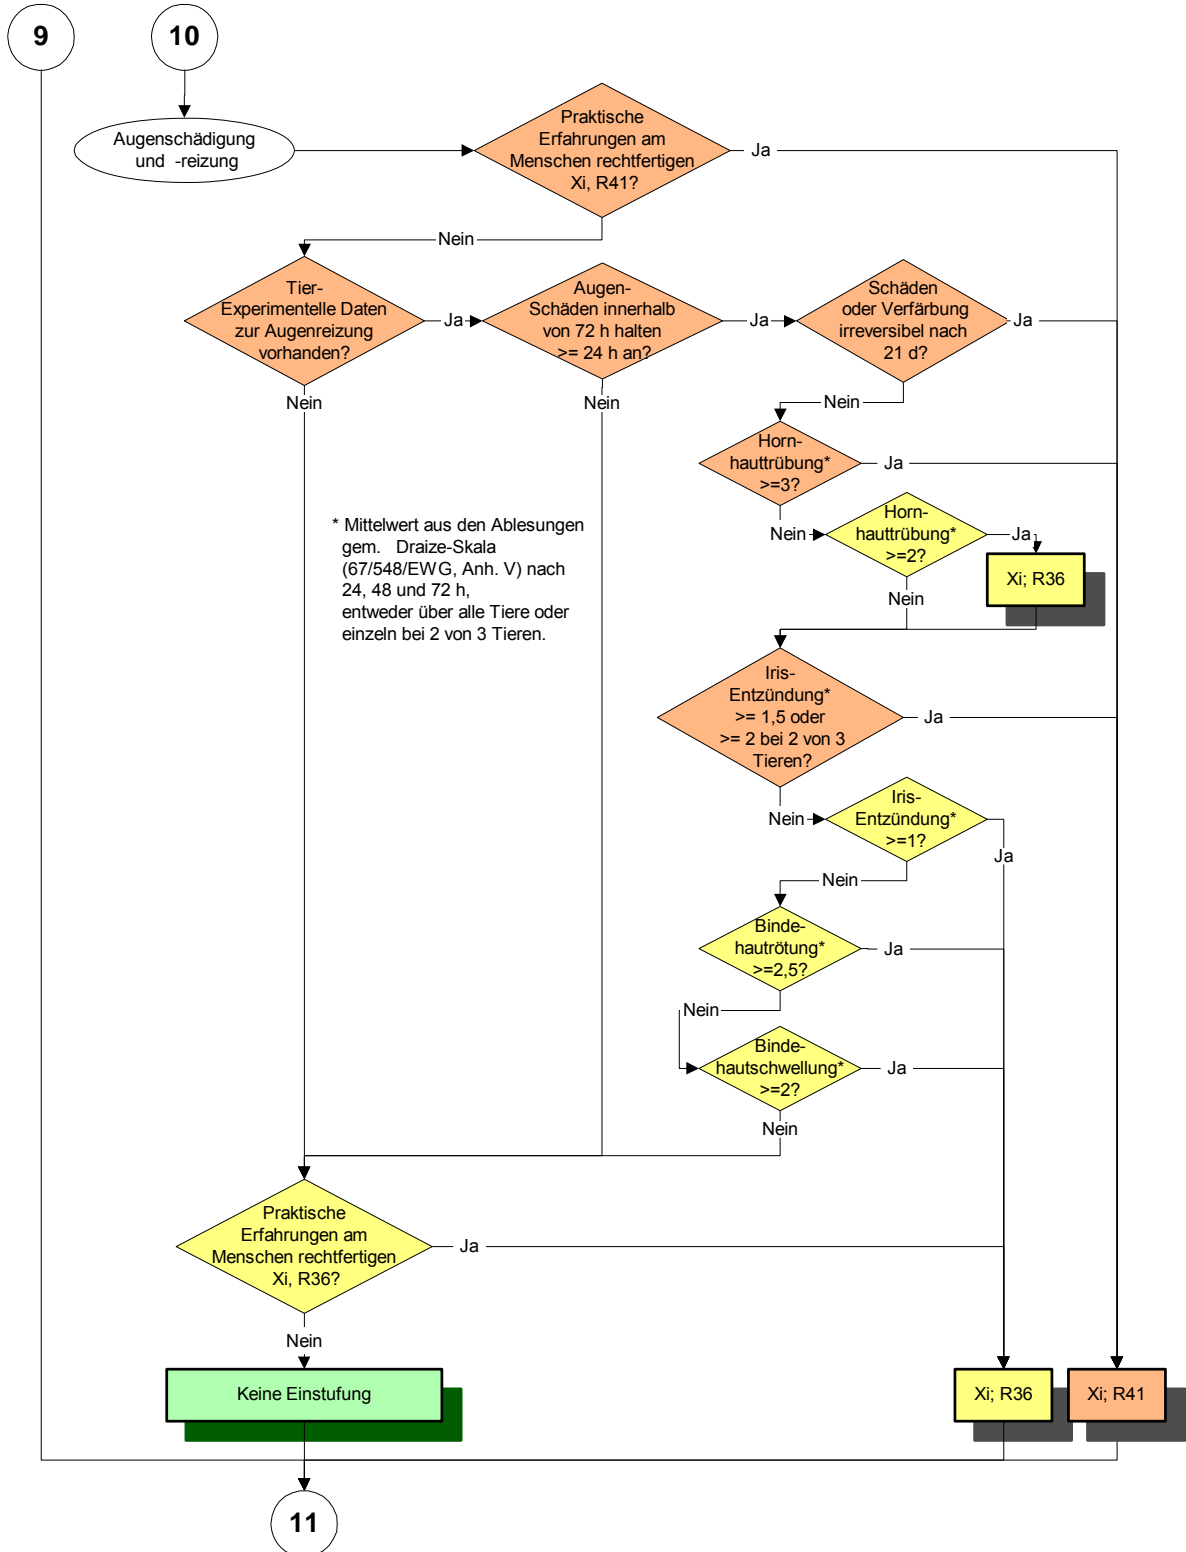 9
10
Augenschädigung
und -reizung
Praktische
Erfahrungen am
Menschen rechtfertigen
Xi, R41?
Ja
Nein
Tier-
Experimentelle Daten
zur Augenreizung
vorhanden?
Ja
Nein
Augen-
Schäden innerhalb
von 72 h halten
>= 24 h an?
Ja
Nein
Schäden
oder Verfärbung
irreversibel nach
21 d?
Ja
Nein
Horn-
hauttrübung*
>=3?
Ja
Nein
Horn-
hauttrübung*
>=2?
Ja
Nein
Xi; R36
* Mittelwert aus den Ablesungen
gem. Draize-Skala
(67/548/EWG, Anh. V) nach
24, 48 und 72 h,
entweder über alle Tiere oder
einzeln bei 2 von 3 Tieren.
Iris-
Entzündung*
>= 1,5 oder
>= 2 bei 2 von 3
Tieren?
Ja
Nein
Iris-
Entzündung*
>=1?
Ja
Nein
Binde-
hautrötung*
>=2,5?
Ja
Nein
Binde-
hautschwellung*
>=2?
Ja
Nein
Praktische
Erfahrungen am
Menschen rechtfertigen
Xi, R36?
Ja
Nein
Keine Einstufung
Xi; R36
Xi; R41
11